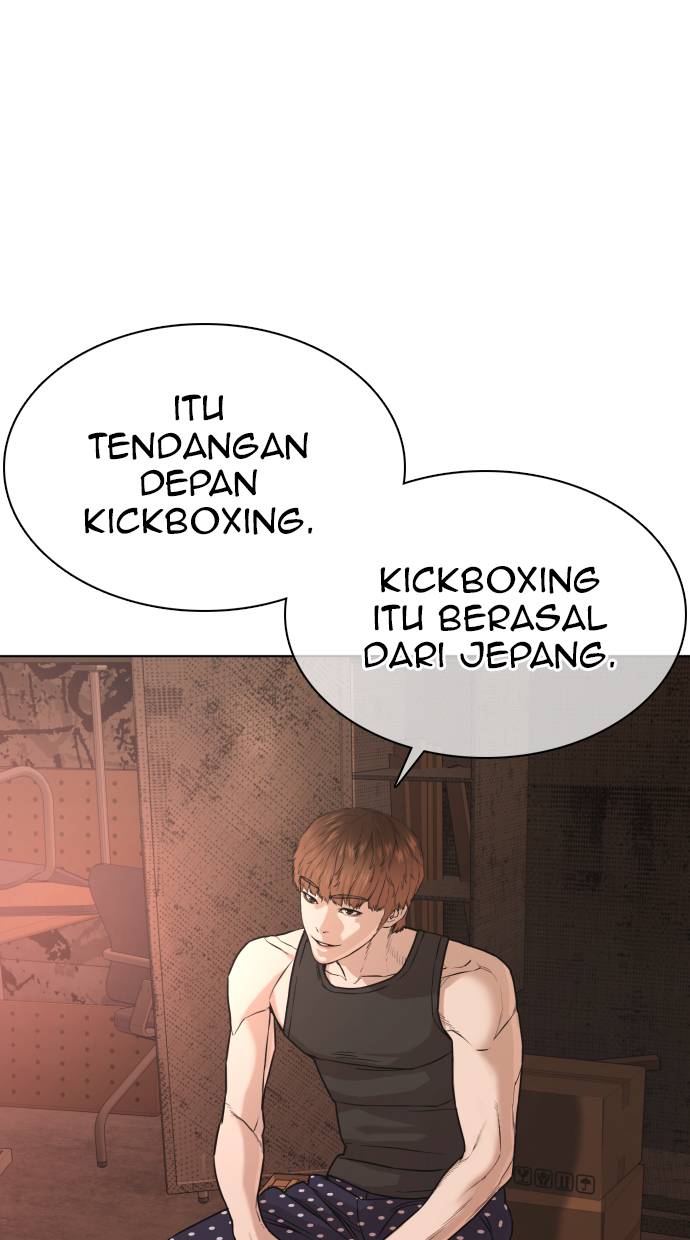 ITU
TENDANGAN
DEPAN
KICKBOXING.
KICKBOXING
ITU BERASAL
DARI JEPANG.